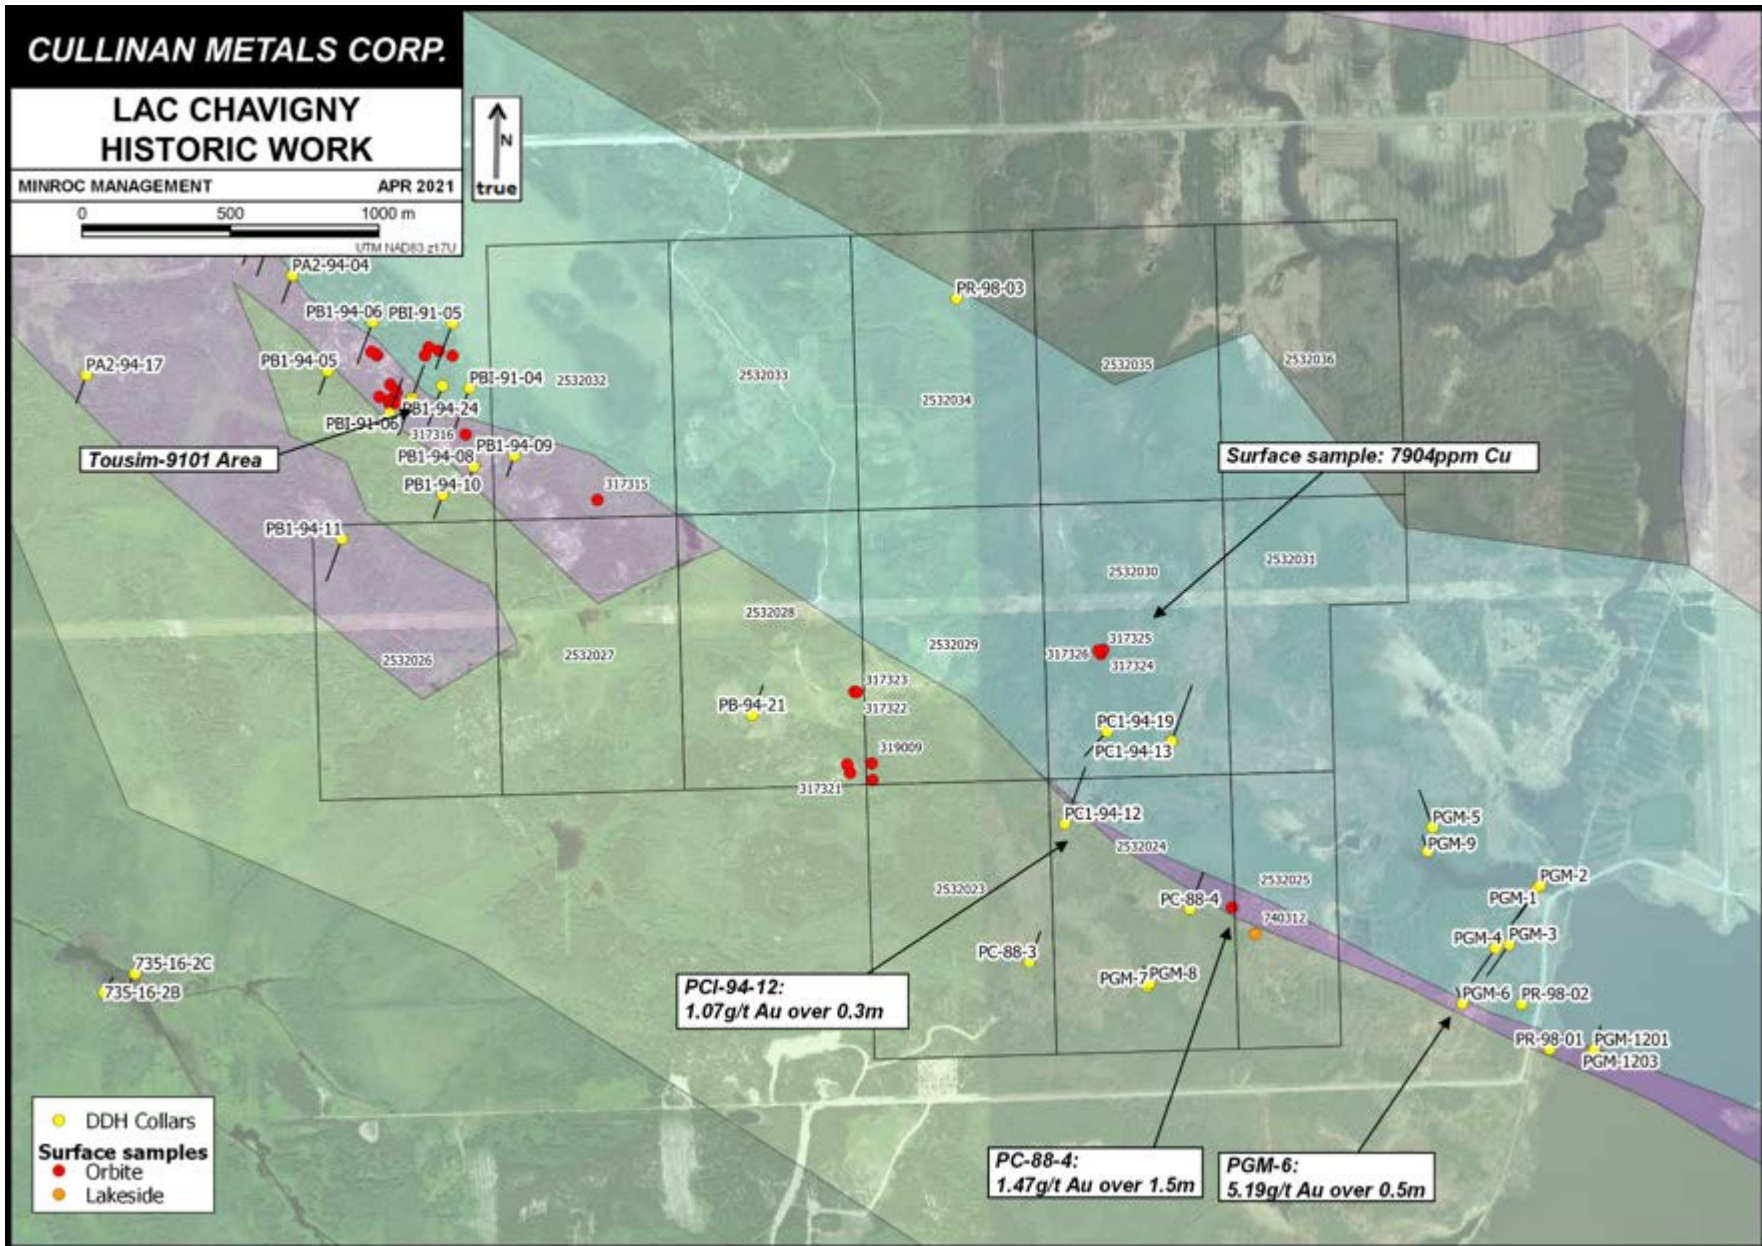 CULLINAN METALS CORP.
LAC CHAVIGNY
HISTORIC WORK
MINROC MANAGEMENT APR 2021
0 500 1000 m
UTM NAD83 z17U
N
true
PA2-94-04
PB1-94-06 PBI-91-05
PR-98-03
PA2-94-17
PB1-94-05
PBI-91-04
2532032
2532033
2532034
2532035
2532036
PB1-94-24
PBI-91-06
317316
PB1-94-09
PB1-94-08
Tousim-9101 Area
Surface sample: 7904ppm Cu
PB1-94-10
317315
PB1-94-11
2532030
2532031
2532028
2532029
2532026
2532027
317325
317326
317324
317323
317322
PB-94-21
PC1-94-19
PC1-94-13
319009
317321
PC1-94-12
PGM-5
PGM-9
2532024
2532023
2532025
PGM-2
PGM-1
PC-88-4
740312
PGM-4
PGM-3
PC-88-3
735-16-2C
735-16-2B
PGM-7
PGM-8
PGM-6
PR-98-02
PCI-94-12:
1.07g/t Au over 0.3m
PR-98-01
PGM-1201
PGM-1203
DDH Collars
Surface samples
Orbite
Lakeside
PC-88-4:
1.47g/t Au over 1.5m
PGM-6:
5.19g/t Au over 0.5m